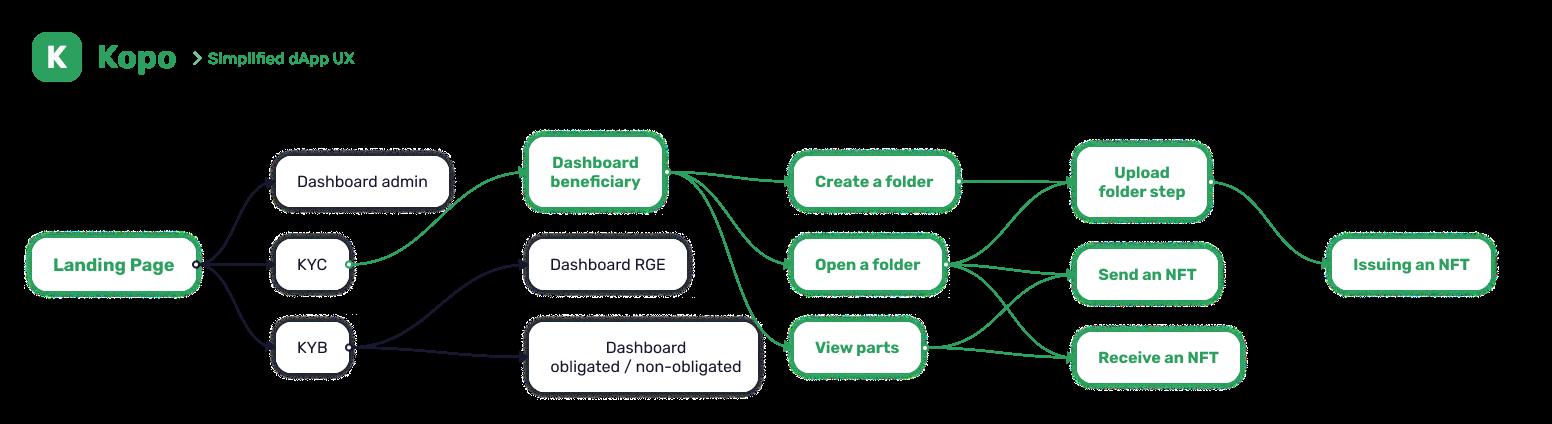 K Kopo > Simplified dApp UX
Dashboard admin
Dashboard
beneficiary
Create a folder
Upload
folder step
Landing Page
KYC
Dashboard RGE
Open a folder
Send an NFT
Issuing an NFT
KYB
Dashboard
obligated / non-obligated
View parts
Receive an NFT